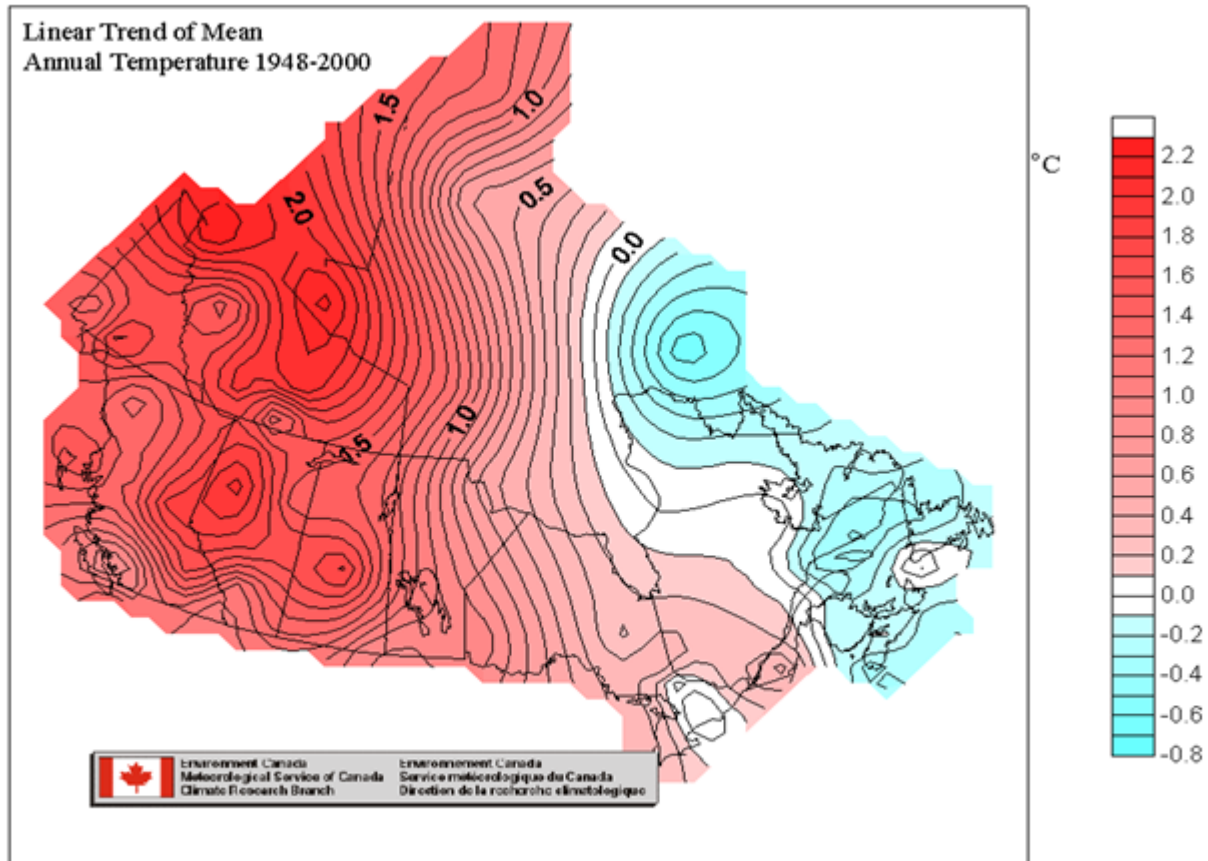 Linear Trend of Mean
Annual Temperature 1948-2000
1.5
1.0
2.0
0.5
0.0
1.0
1.5
°C
2.2
2.0
1.8
1.6
1.4
1.2
1.0
0.8
0.6
0.4
0.2
0.0
-0.2
-0.4
-0.6
-0.8
Environment Canada
Meteorological Service of Canada
Climate Research Branch
Environnement Canada
Service météorologique du Canada
Direction de la recherche climatologique